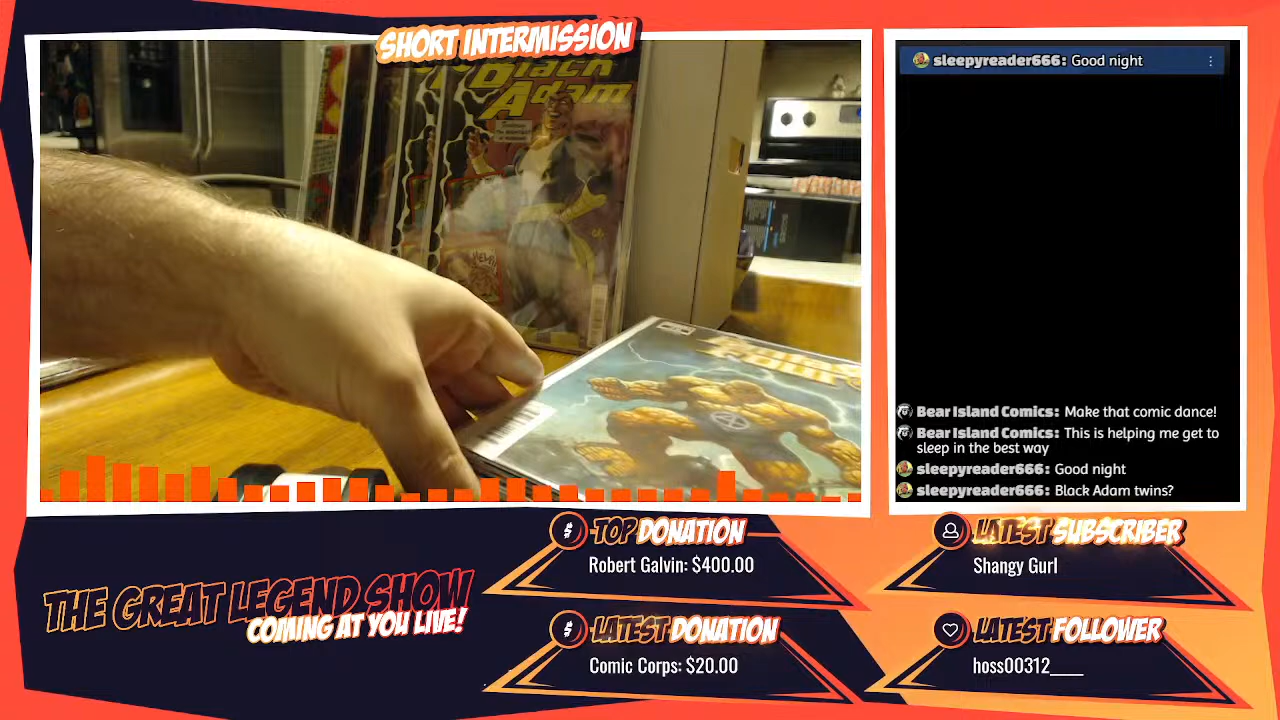 SHORT INTERMISSION
Black
Adam
sleepyreader666: Good night
Bear Island Comics: Make that comic dance!
Bear Island Comics: This is helping me get to
sleep in the best way
sleepyreader666: Good night
sleepyreader666: Black Adam twins?
THE GREAT LEGEND SHOW
COMING AT YOU LIVE!
TOP DONATION
Robert Galvin: $400.00
LATEST DONATION
Comic Corps: $20.00
LATEST SUBSCRIBER
Shangy Gurl
LATEST FOLLOWER
hoss00312____